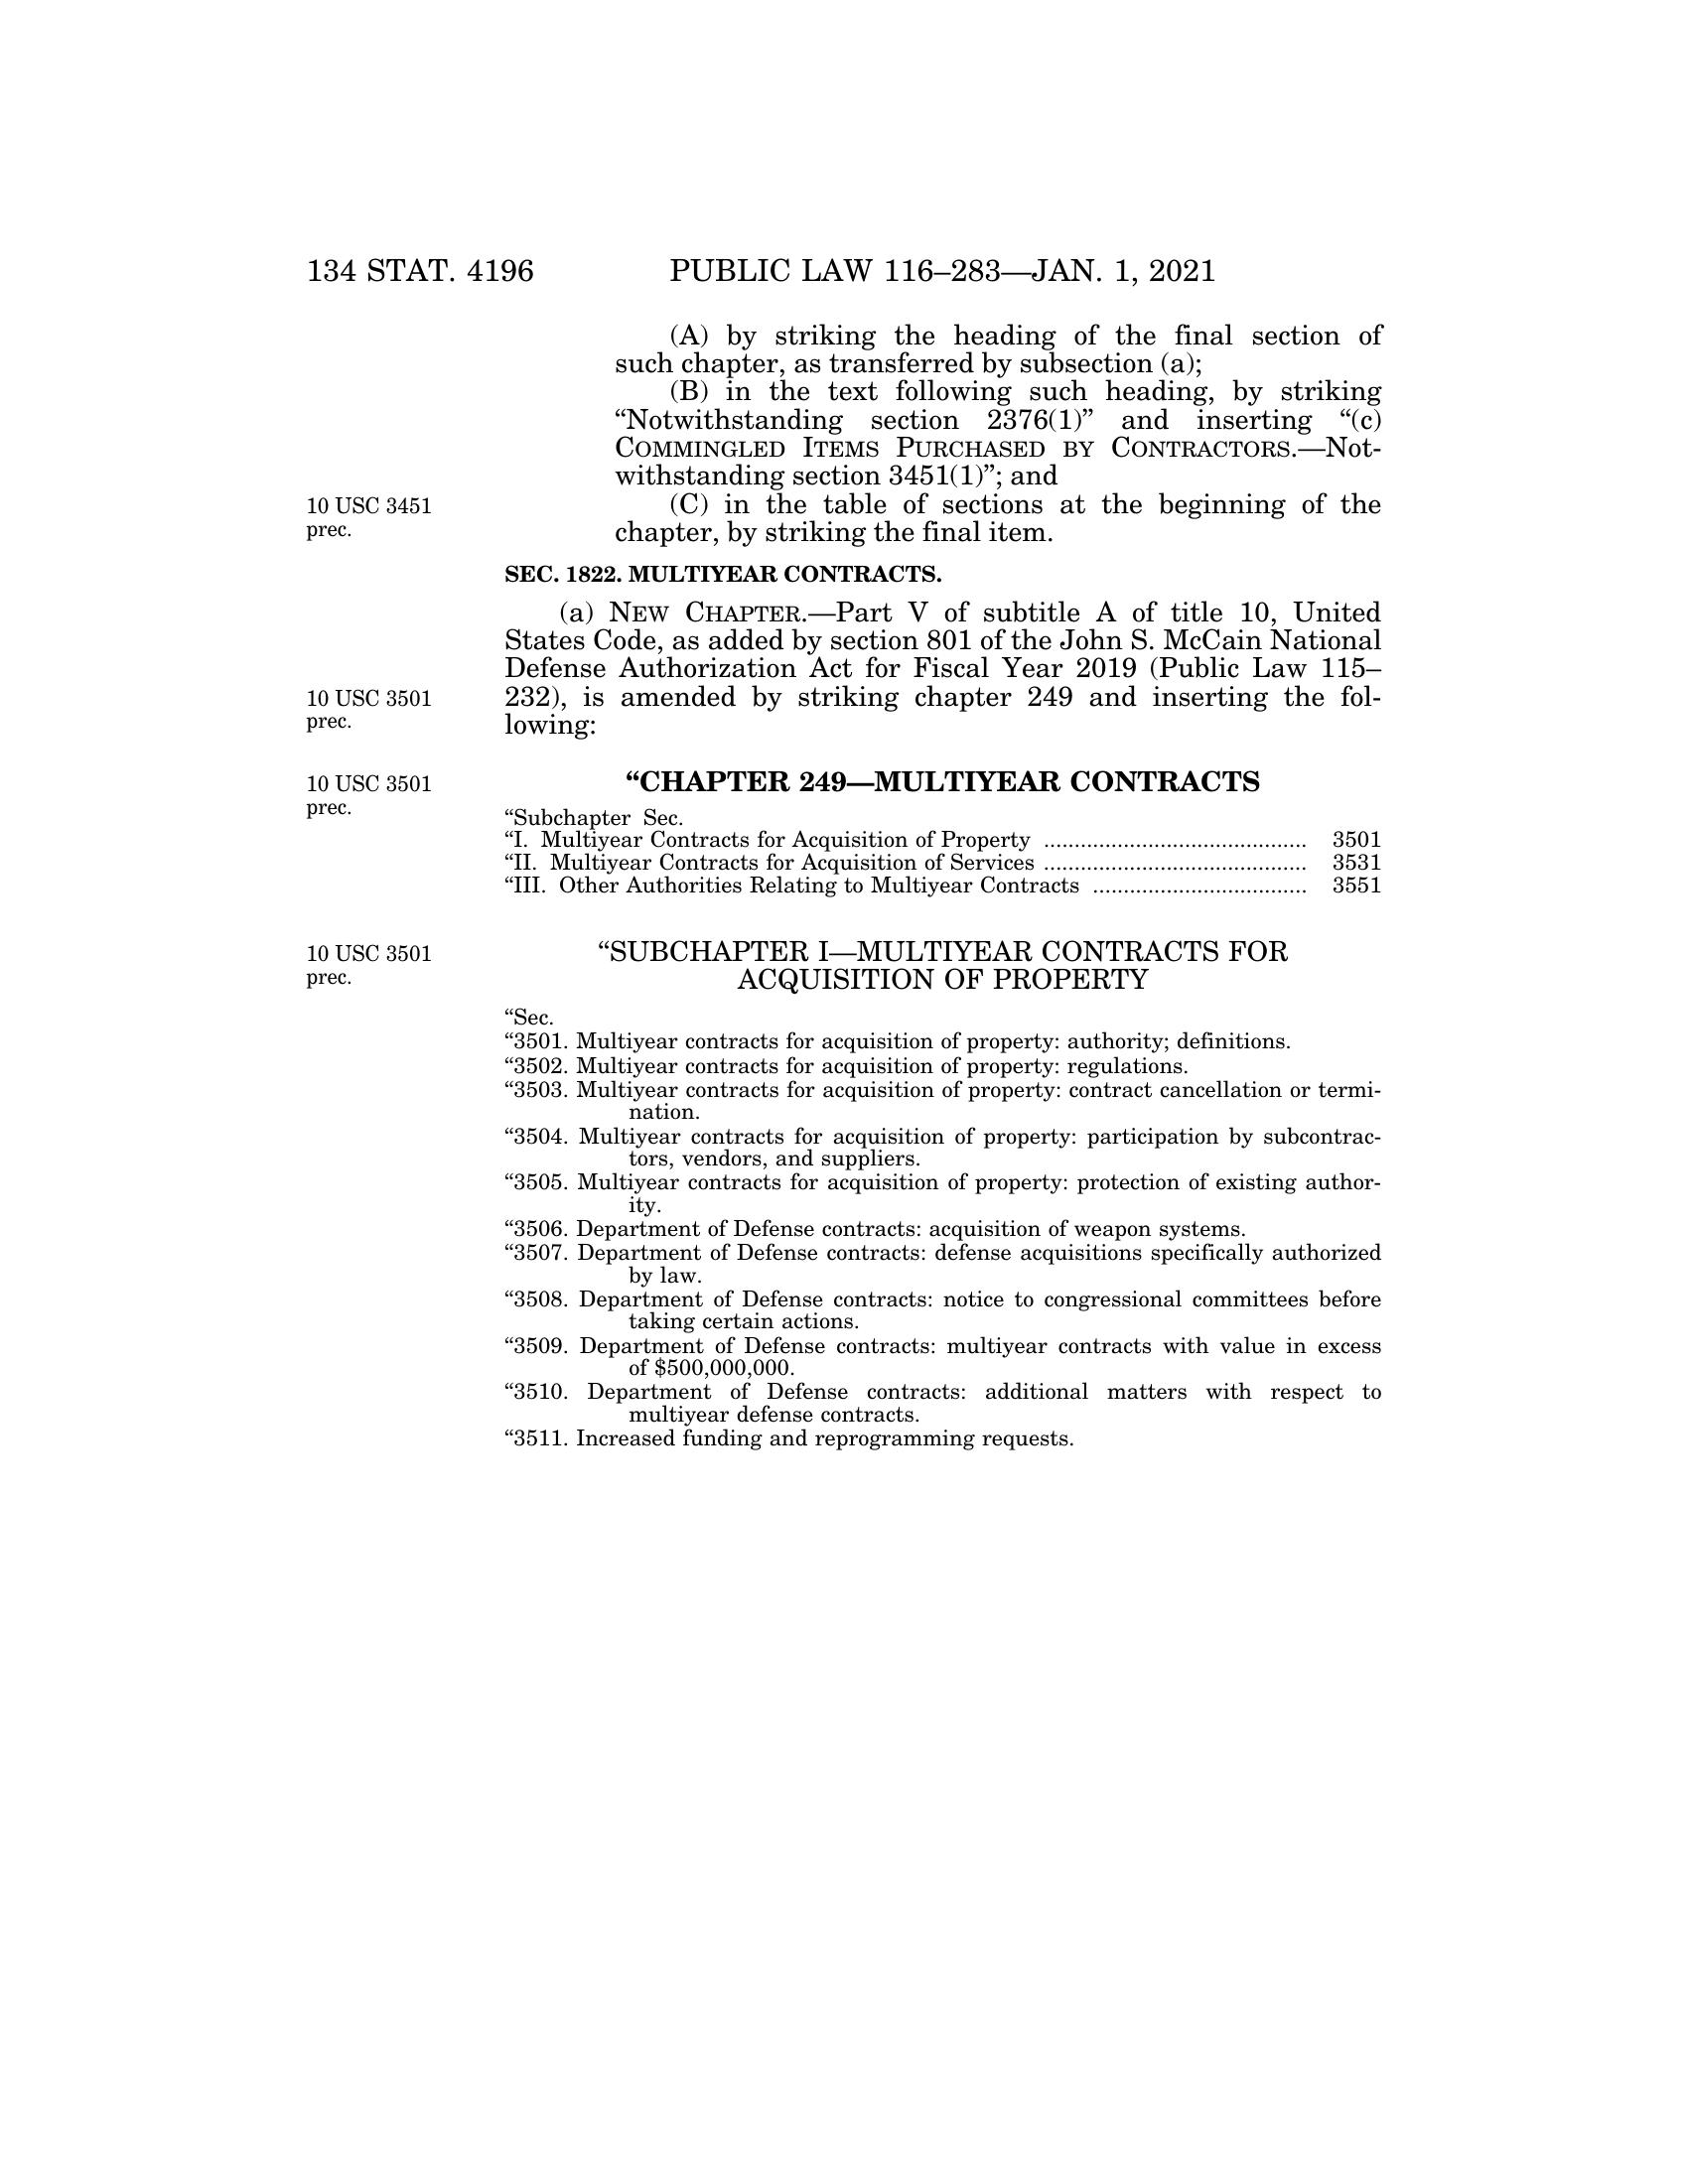 134 STAT. 4196 PUBLIC LAW 116–283—JAN. 1, 2021
(A) by striking the heading of the final section of
such chapter, as transferred by subsection (a);
(B) in the text following such heading, by striking
“Notwithstanding section 2376(1)” and inserting “(c)
COMMINGLED ITEMS PURCHASED BY CONTRACTORS.—Not-
withstanding section 3451(1)”; and
10 USC 3451
prec.
(C) in the table of sections at the beginning of the
chapter, by striking the final item.
SEC. 1822. MULTIYEAR CONTRACTS.
(a) NEW CHAPTER.—Part V of subtitle A of title 10, United
States Code, as added by section 801 of the John S. McCain National
Defense Authorization Act for Fiscal Year 2019 (Public Law 115–
232), is amended by striking chapter 249 and inserting the fol-
lowing:
10 USC 3501
prec.
“CHAPTER 249—MULTIYEAR CONTRACTS
10 USC 3501
prec.
“Subchapter Sec.
“I. Multiyear Contracts for Acquisition of Property ........................................... 3501
“II. Multiyear Contracts for Acquisition of Services ........................................... 3531
“III. Other Authorities Relating to Multiyear Contracts ................................... 3551
10 USC 3501
prec.
“SUBCHAPTER I—MULTIYEAR CONTRACTS FOR
ACQUISITION OF PROPERTY
“Sec.
“3501. Multiyear contracts for acquisition of property: authority; definitions.
“3502. Multiyear contracts for acquisition of property: regulations.
“3503. Multiyear contracts for acquisition of property: contract cancellation or termi-
nation.
“3504. Multiyear contracts for acquisition of property: participation by subcontrac-
tors, vendors, and suppliers.
“3505. Multiyear contracts for acquisition of property: protection of existing author-
ity.
“3506. Department of Defense contracts: acquisition of weapon systems.
“3507. Department of Defense contracts: defense acquisitions specifically authorized
by law.
“3508. Department of Defense contracts: notice to congressional committees before
taking certain actions.
“3509. Department of Defense contracts: multiyear contracts with value in excess
of $500,000,000.
“3510. Department of Defense contracts: additional matters with respect to
multiyear defense contracts.
“3511. Increased funding and reprogramming requests.